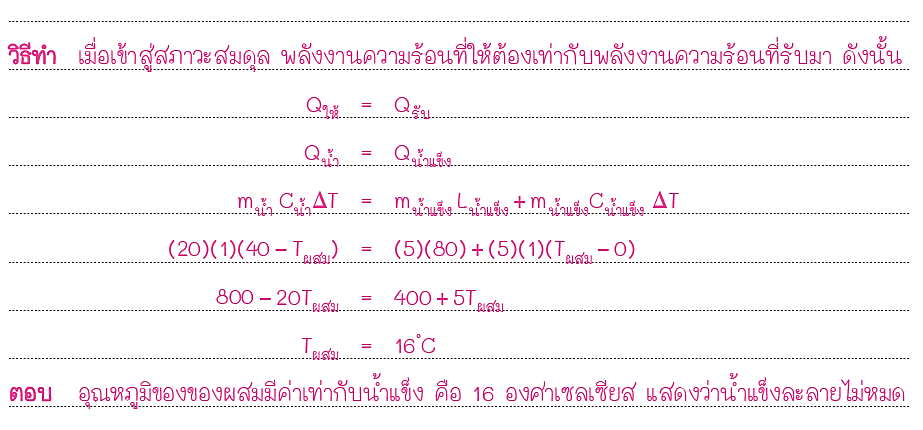 วิธีทำ เมื่อเข้าสู่สภาวะสมดุล พลังงานความร้อนที่ให้ต้องเท่ากับพลังงานความร้อนที่รับมา ดังนั้น
Qให้ = Qรับ
Qน้ำ = Qน้ำแข็ง
mน้ำ Cน้ำΔT = mน้ำแข็ง Lน้ำแข็ง + mน้ำแข็งCน้ำแข็ง ΔT
(20)(1)(40 – Tผสม) = (5)(80) + (5)(1)(Tผสม – 0)
800 – 20Tผสม = 400 + 5Tผสม
Tผสม = 16°C
ตอบ อุณหภูมิของของผสมมีค่าเท่ากับน้ำแข็ง คือ 16 องศาเซลเซียส แสดงว่าน้ำแข็งละลายไม่หมด